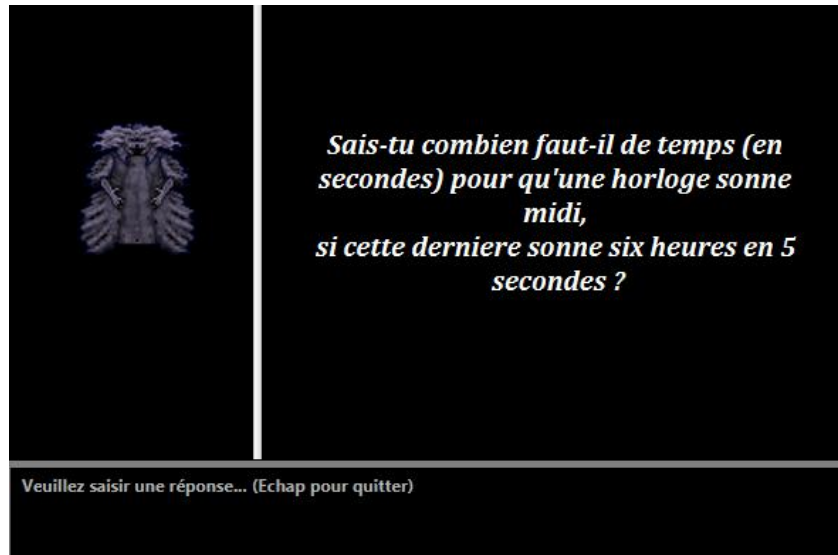 Sais-tu combien faut-il de temps (en
secondes) pour qu'une horloge sonne
midi,
si cette derniere sonne six heures en 5
secondes ?
Veuillez saisir une réponse... (Echap pour quitter)